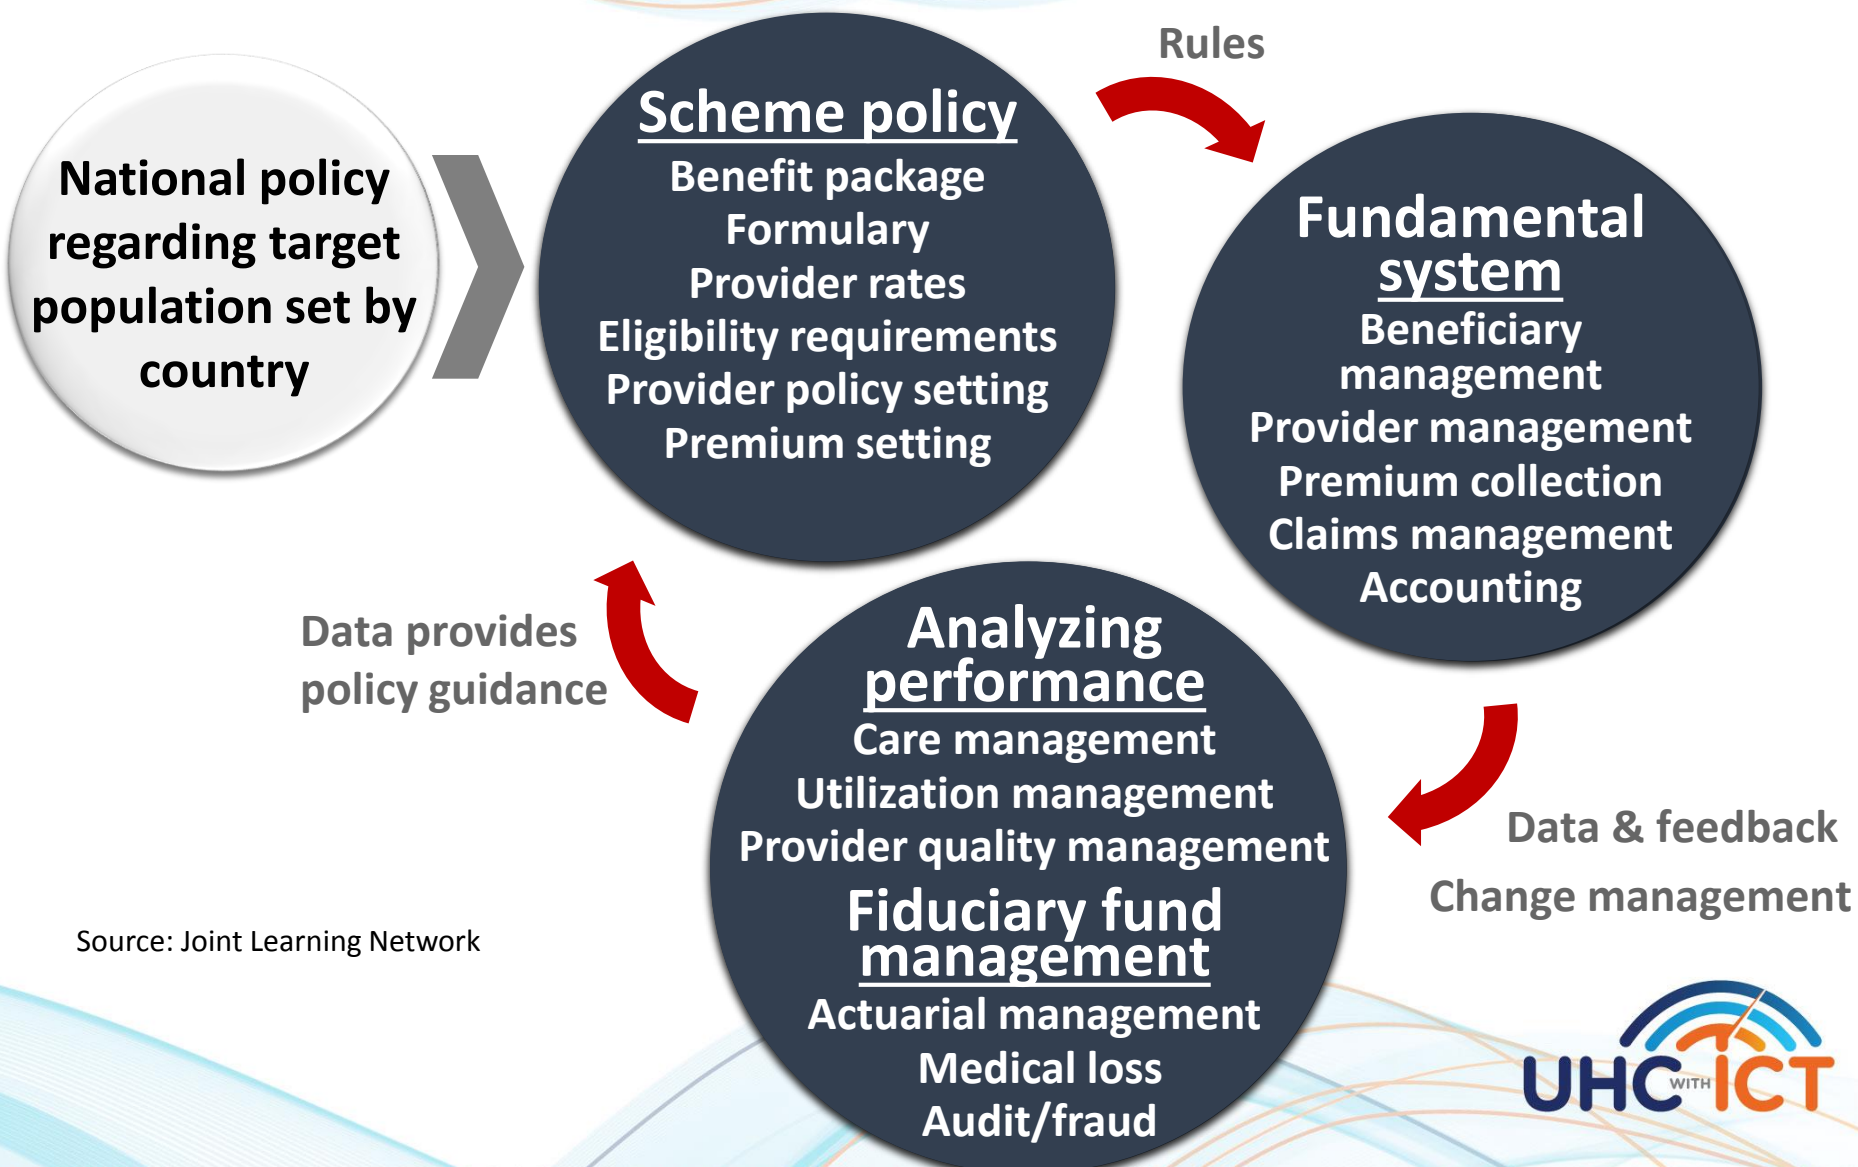 National policy
regarding target
population set by
country
Scheme policy
Benefit package
Formulary
Provider rates
Eligibility requirements
Provider policy setting
Premium setting
Rules
Fundamental
system
Beneficiary
management
Provider management
Premium collection
Claims management
Accounting
Data & feedback
Change management
Analyzing
performance
Care management
Utilization management
Provider quality management
Fiduciary fund
management
Actuarial management
Medical loss
Audit/fraud
Data provides
policy guidance
Source: Joint Learning Network
UHC WITH ICT